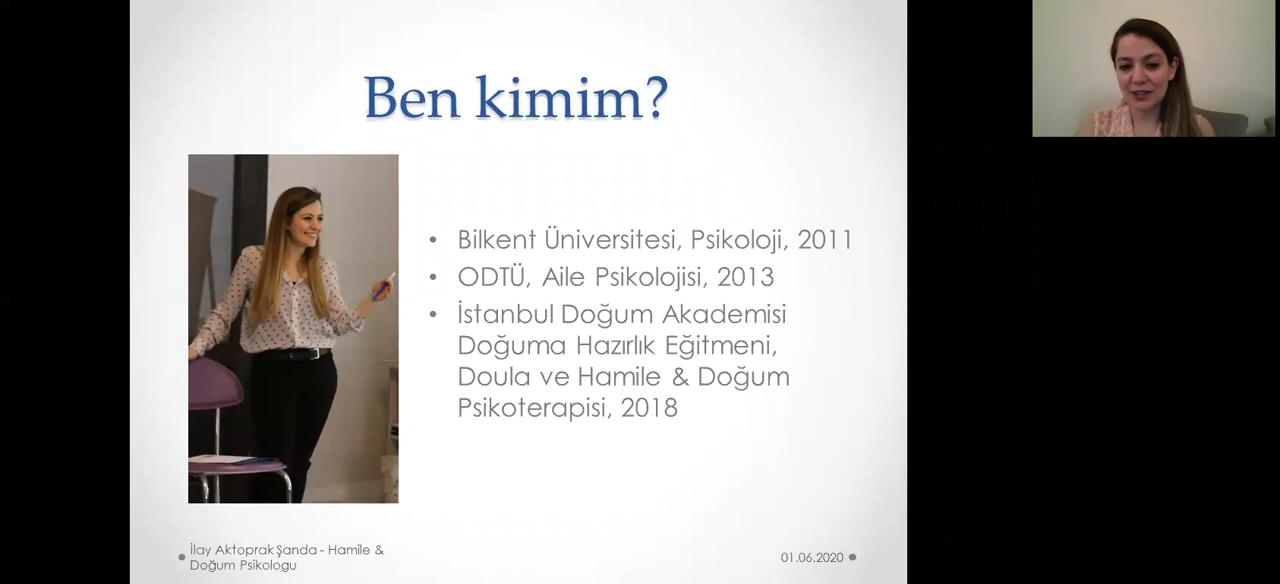 Ben kimim?
• Bilkent Üniversitesi, Psikoloji, 2011
• ODTÜ, Aile Psikolojisi, 2013
• İstanbul Doğum Akademisi
Doğuma Hazırlık Eğitmeni,
Doula ve Hamile & Doğum
Psikoterapisi, 2018
İlay Aktoprak Şanda - Hamile &
Doğum Psikologu
01.06.2020